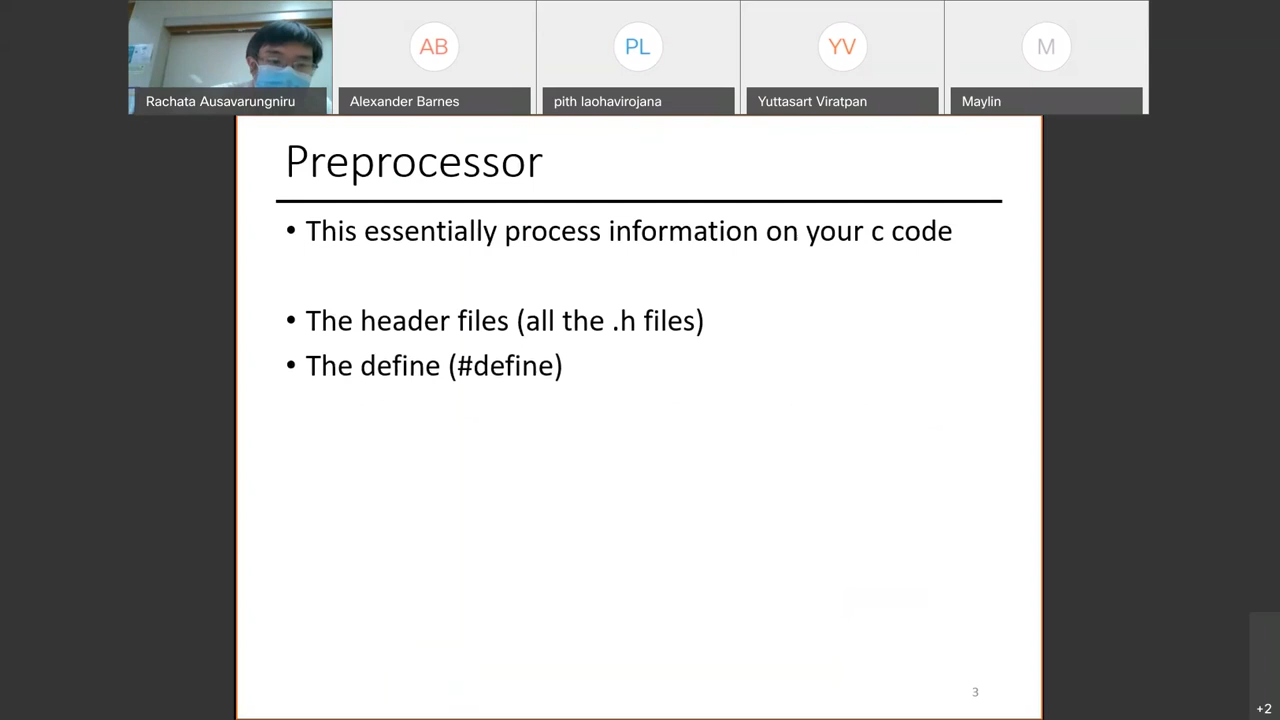 AB
PL
YV
M
Rachata Ausavarungniru
Alexander Barnes
pith laohavirojana
Yuttasart Viratpan
Maylin
Preprocessor
• This essentially process information on your c code
• The header files (all the .h files)
• The define (#define)
3
+2